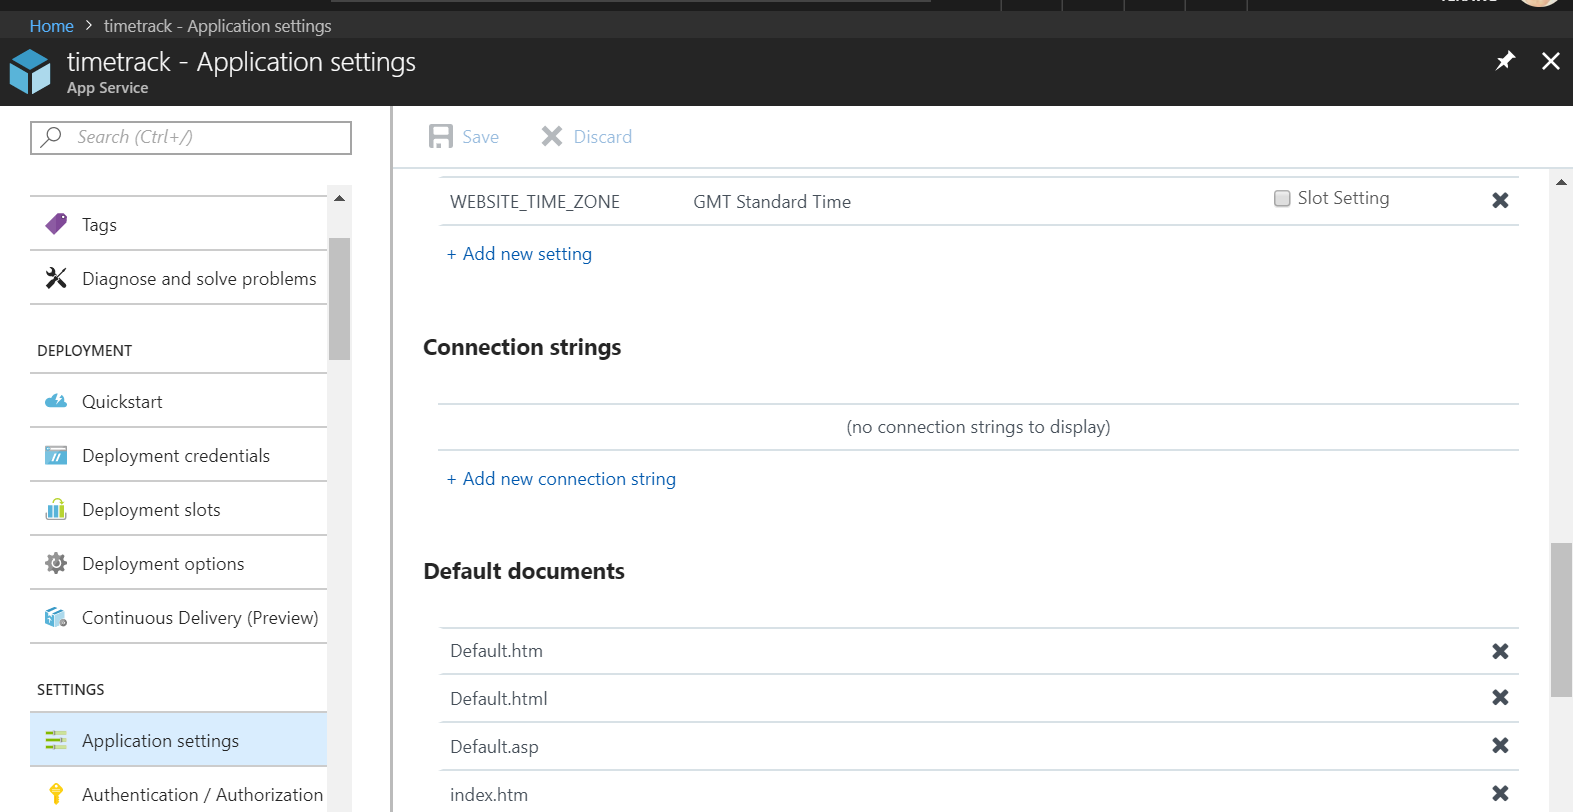 Home > timetrack - Application settings
timetrack - Application settings
App Service
Search (Ctrl+/)
Tags
Diagnose and solve problems
DEPLOYMENT
Quickstart
Deployment credentials
Deployment slots
Deployment options
Continuous Delivery (Preview)
SETTINGS
Application settings
Authentication / Authorization
Save Discard
WEBSITE_TIME_ZONE GMT Standard Time Slot Setting
+ Add new setting
Connection strings
(no connection strings to display)
+ Add new connection string
Default documents
Default.htm
Default.html
Default.asp
index.htm